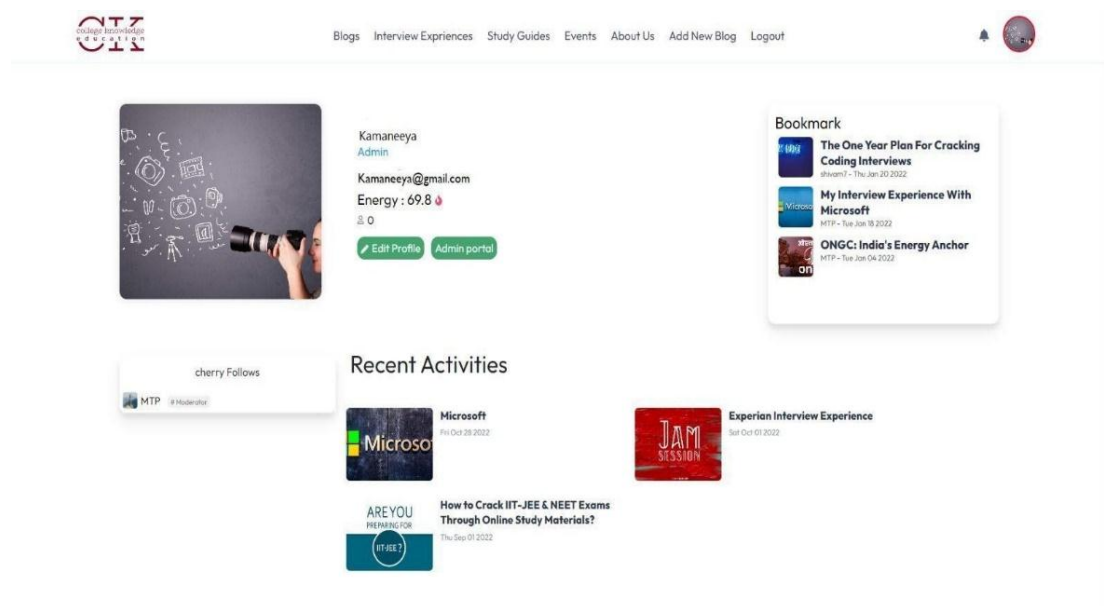 CK
college knowledge
education
Blogs Interview Expriences Study Guides Events About Us Add New Blog Logout
Kamaneeya
Admin
Kamaneeya@gmail.com
Energy : 69.8
0
Edit Profile Admin portal
Bookmark
The One Year Plan For Cracking
Coding Interviews
shivam7 - Thu Jan 20 2022
Microso
My Interview Experience With
Microsoft
MTP - Tue Jan 18 2022
ONGC: India's Energy Anchor
MTP - Tue Jan 04 2022
on
cherry Follows
MTP # Moderator
Recent Activities
Microso
Microsoft
Fri Oct 28 2022
JAM
SESSION
Experian Interview Experience
Sat Oct 01 2022
ARE YOU
PREPARING FOR
IIT-JEE ?
How to Crack IIT-JEE & NEET Exams
Through Online Study Materials?
Thu Sep 01 2022